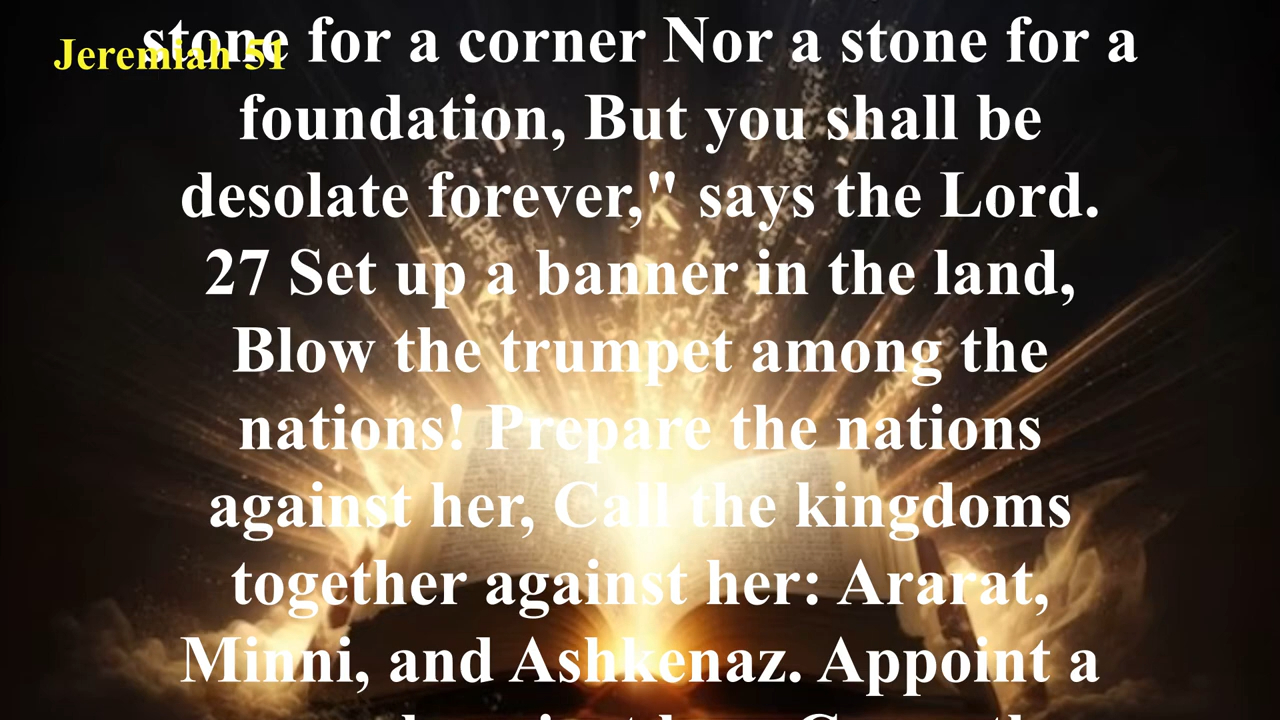 Jeremiah 51
stone for a corner Nor a stone for a
foundation, But you shall be
desolate forever," says the Lord.
27 Set up a banner in the land,
Blow the trumpet among the
nations! Prepare the nations
against her, Call the kingdoms
together against her: Ararat,
Minni, and Ashkenaz. Appoint a